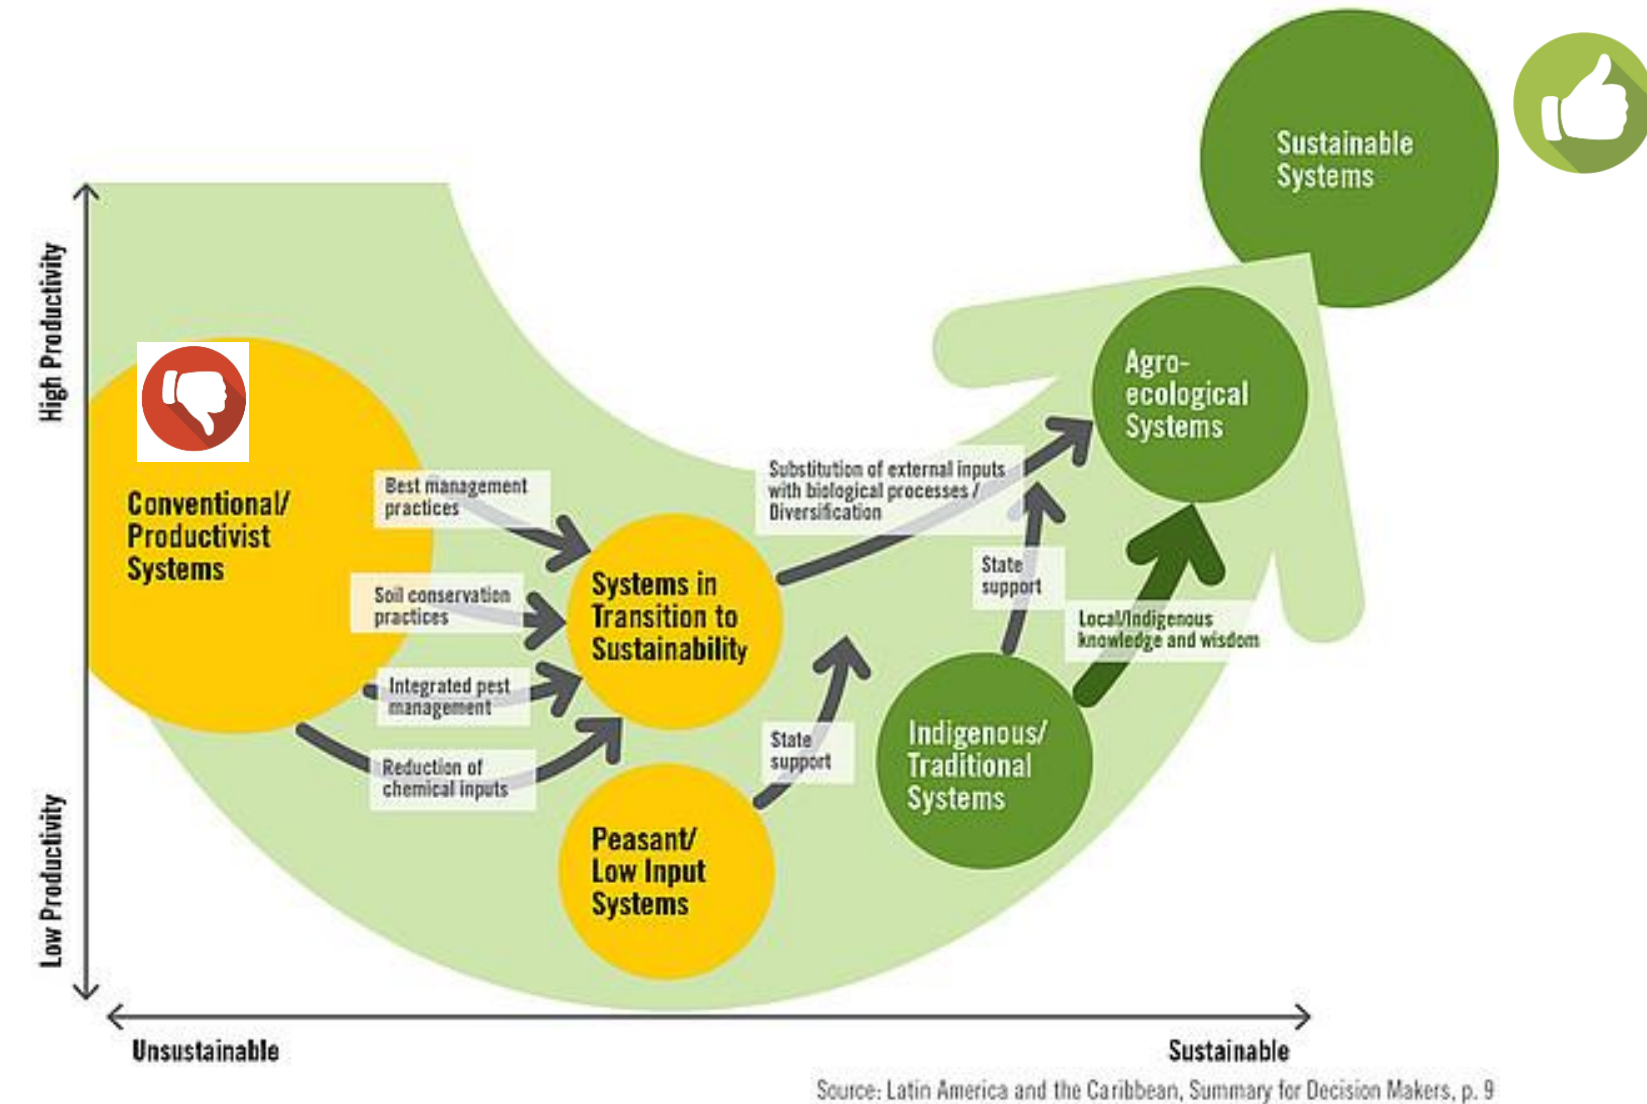 Sustainable
Systems
High Productivity
Agro-
ecological
Systems
Conventional/
Productivist
Systems
Best management
practices
Substitution of external inputs
with biological processes /
Diversification
Soil conservation
practices
Systems in
Transition to
Sustainability
State
support
Local/Indigenous
knowledge and wisdom
Integrated pest
management
Indigenous/
Traditional
Systems
State
support
Reduction of
chemical inputs
Low Productivity
Peasant/
Low Input
Systems
Unsustainable
Sustainable
Source: Latin America and the Caribbean, Summary for Decision Makers, p. 9